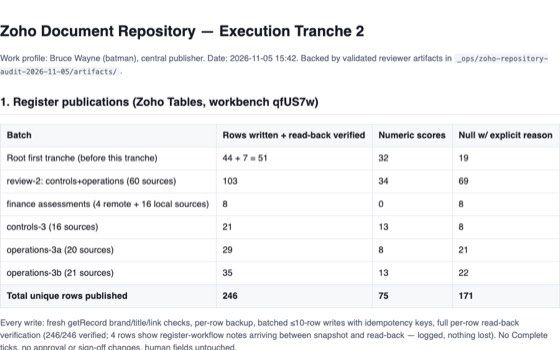 Zoho Document Repository — Execution Tranche 2
Work profile: Bruce Wayne (batman), central publisher. Date: 2026-11-05 15:42. Backed by validated reviewer artifacts in _ops/zoho-repository-
audit-2026-11-05/artifacts/ .
1. Register publications (Zoho Tables, workbench qfUS7w)
Batch Rows written + read-back verified Numeric scores Null w/ explicit reason
Root first tranche (before this tranche) 44 + 7 = 51 32 19
review-2: controls+operations (60 sources) 103 34 69
finance assessments (4 remote + 16 local sources) 8 0 8
controls-3 (16 sources) 21 13 8
operations-3a (20 sources) 29 8 21
operations-3b (21 sources) 35 13 22
Total unique rows published 246 75 171
Every write: fresh getRecord brand/title/link checks, per-row backup, batched ≤10-row writes with idempotency keys, full per-row read-back
verification (246/246 verified; 4 rows show register-workflow notes arriving between snapshot and read-back — logged, nothing lost). No Complete
ticks, no approval or sign-off changes, human fields untouched.